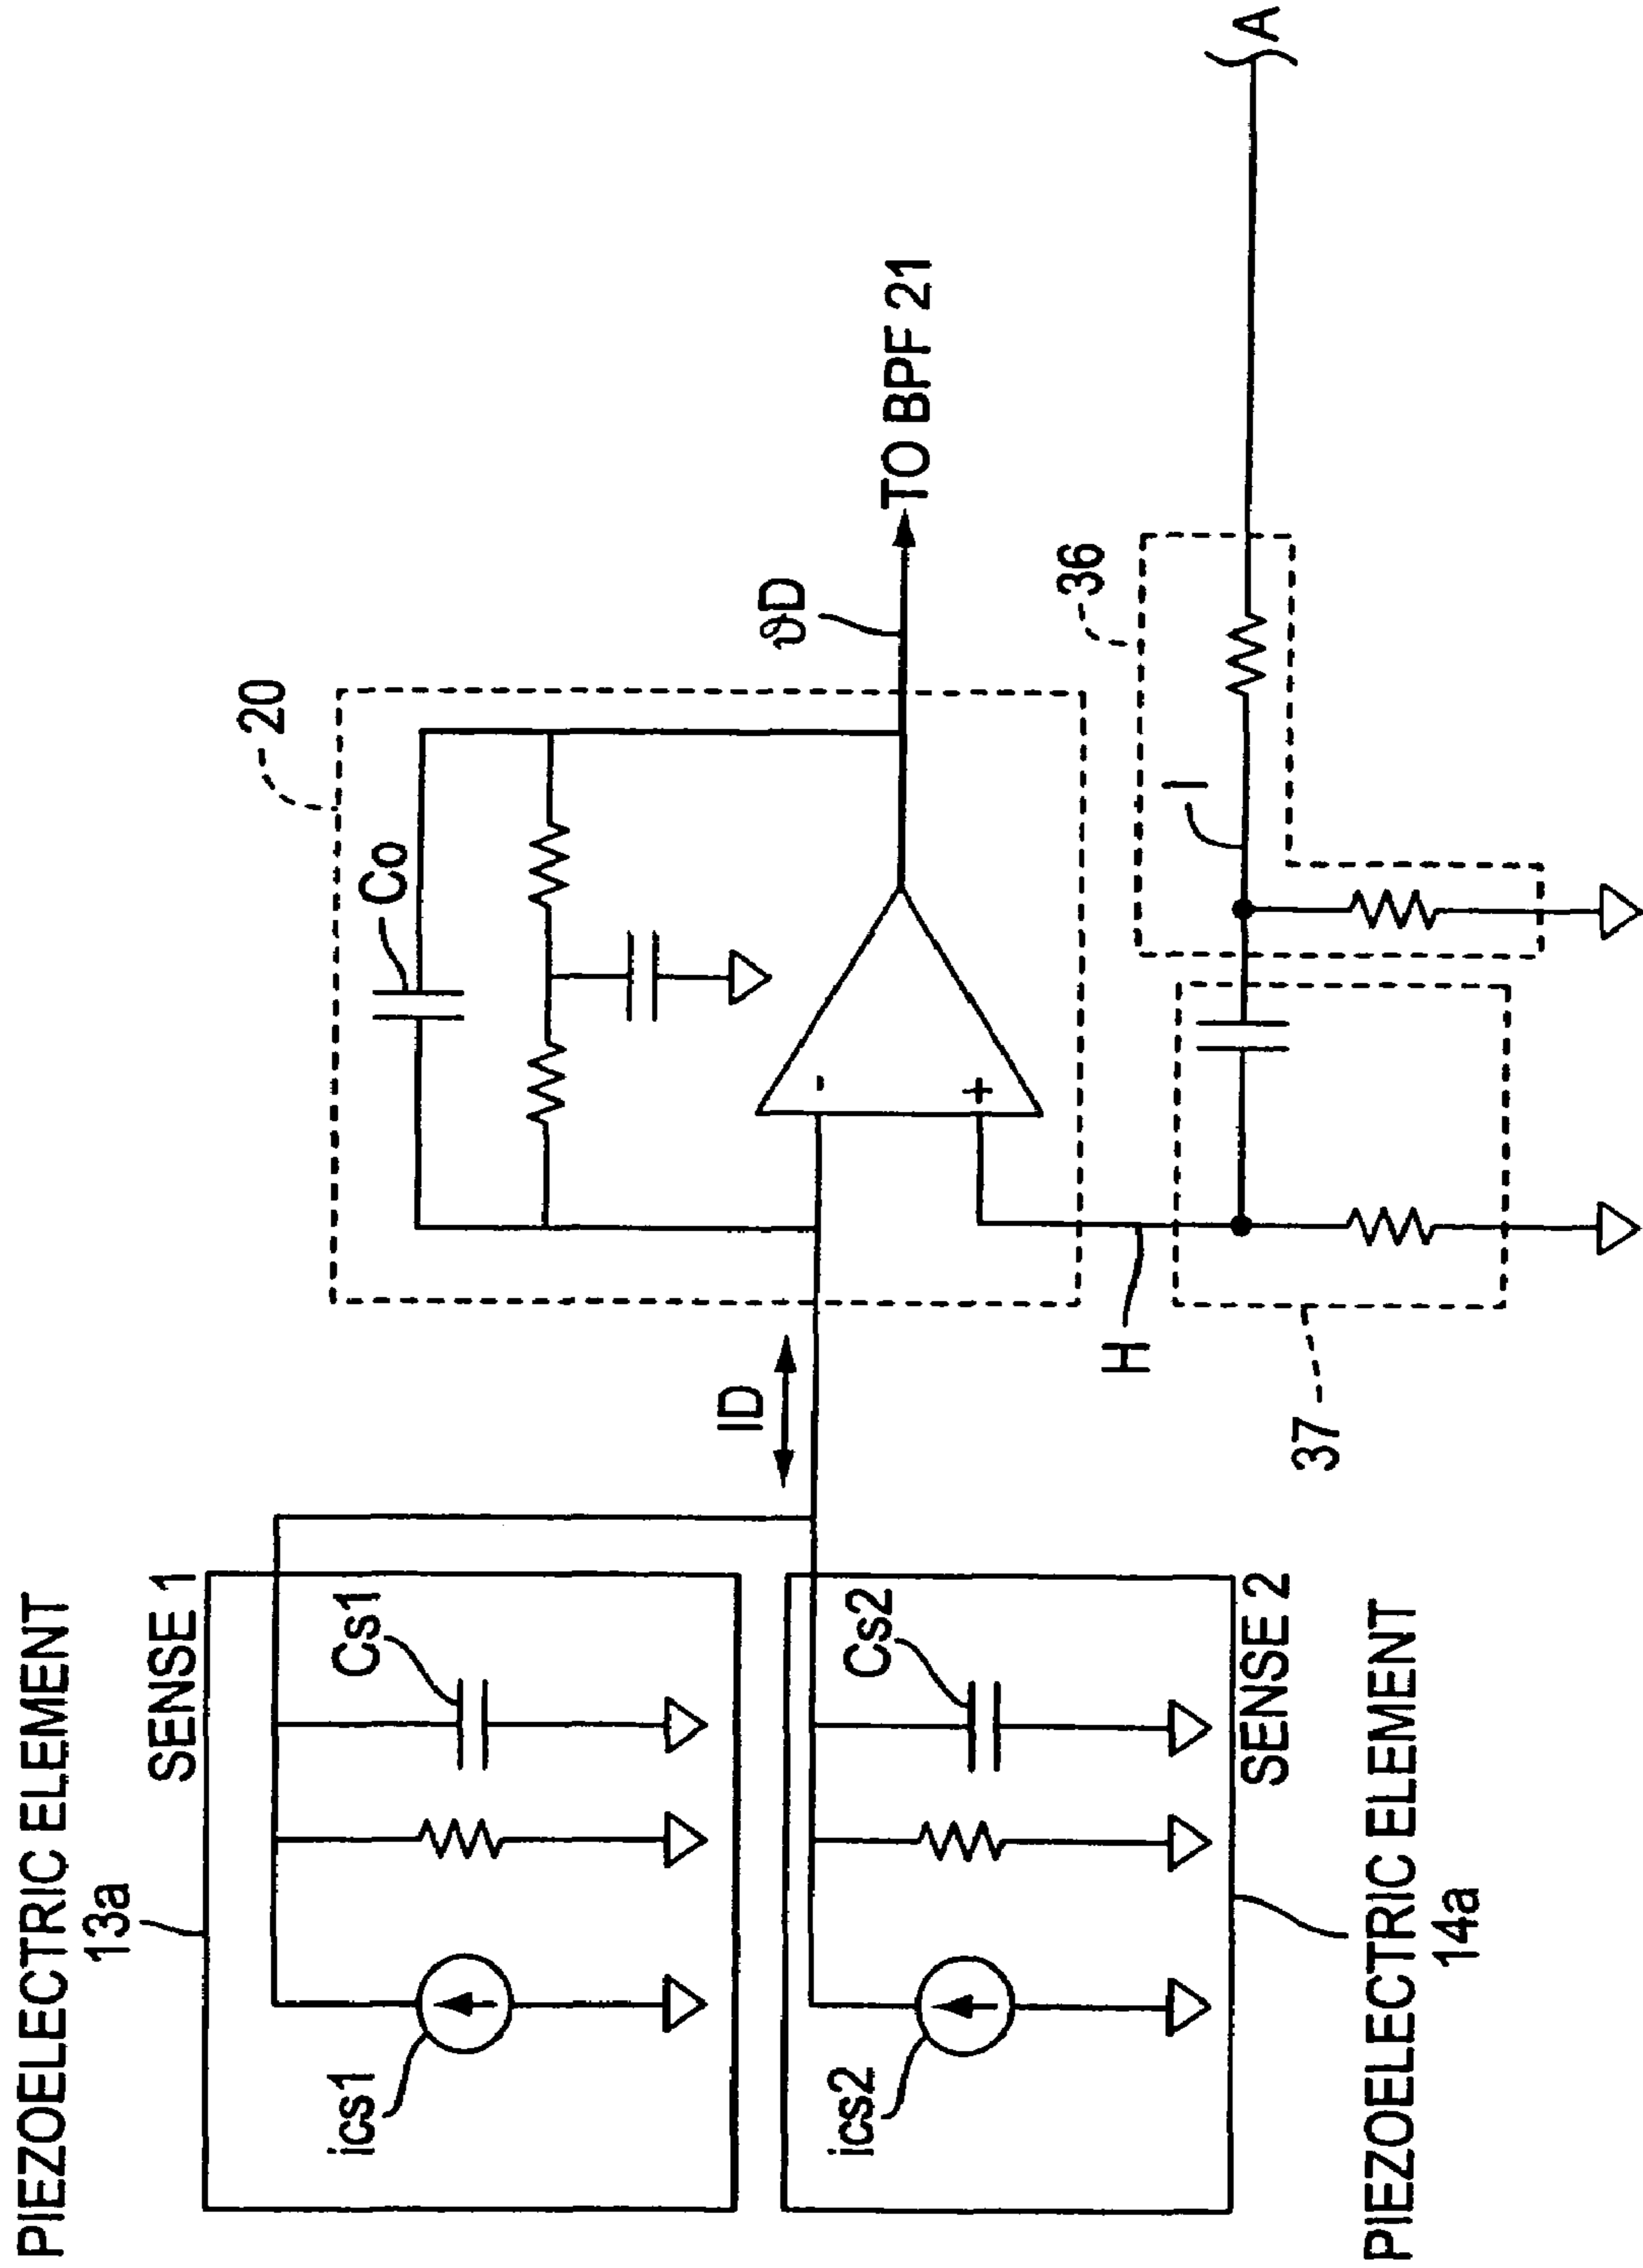 PIEZOELECTRIC ELEMENT
13a
SENSE 1
ics1
Cs1
ics2
Cs2
SENSE 2
PIEZOELECTRIC ELEMENT
14a
ID
20
Co
-
+
ϑD
TO BPF 21
H
37
36
I
A